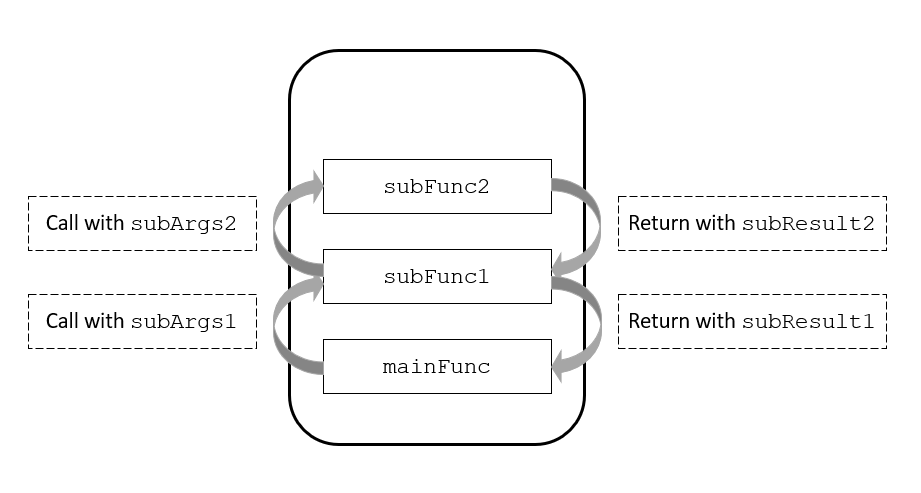 subFunc2
Call with subArgs2
Return with subResult2
subFunc1
Call with subArgs1
Return with subResult1
mainFunc